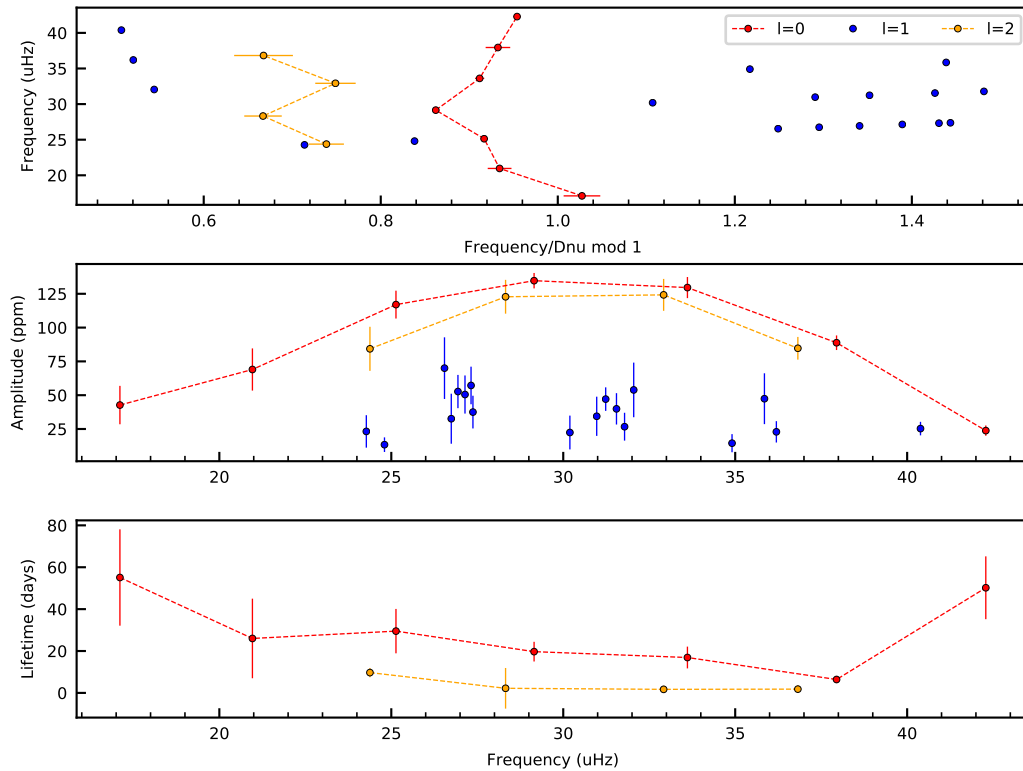 l=0 l=1 l=2
Frequency (uHz)
40
35
30
25
20
0.6 0.8 1.0 1.2 1.4
Frequency/Dnu mod 1
Amplitude (ppm)
125
100
75
50
25
20 25 30 35 40
Lifetime (days)
80
60
40
20
0
20 25 30 35 40
Frequency (uHz)